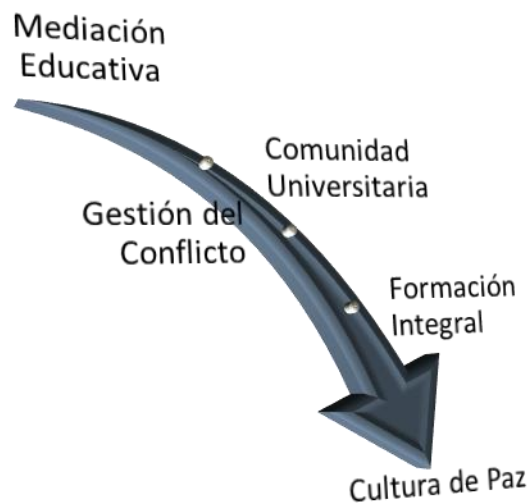 Mediación
Educativa
Comunidad
Universitaria
Gestión del
Conflicto
Formación
Integral
Cultura de Paz